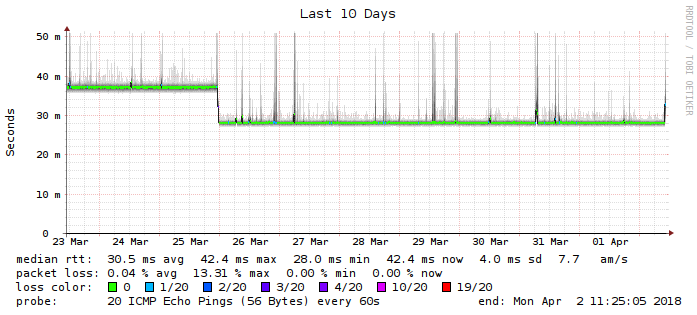 Last 10 Days
RRDTOOL / TOBI OETIKER
Seconds
50 m
40 m
30 m
20 m
10 m
0
23 Mar 24 Mar 25 Mar 26 Mar 27 Mar 28 Mar 29 Mar 30 Mar 31 Mar 01 Apr
median rtt: 30.5 ms avg 42.4 ms max 28.0 ms min 42.4 ms now 4.0 ms sd 7.7 am/s
packet loss: 0.04 % avg 13.31 % max 0.00 % min 0.00 % now
loss color: 0 1/20 2/20 3/20 4/20 10/20 19/20
probe: 20 ICMP Echo Pings (56 Bytes) every 60s end: Mon Apr 2 11:25:05 2018